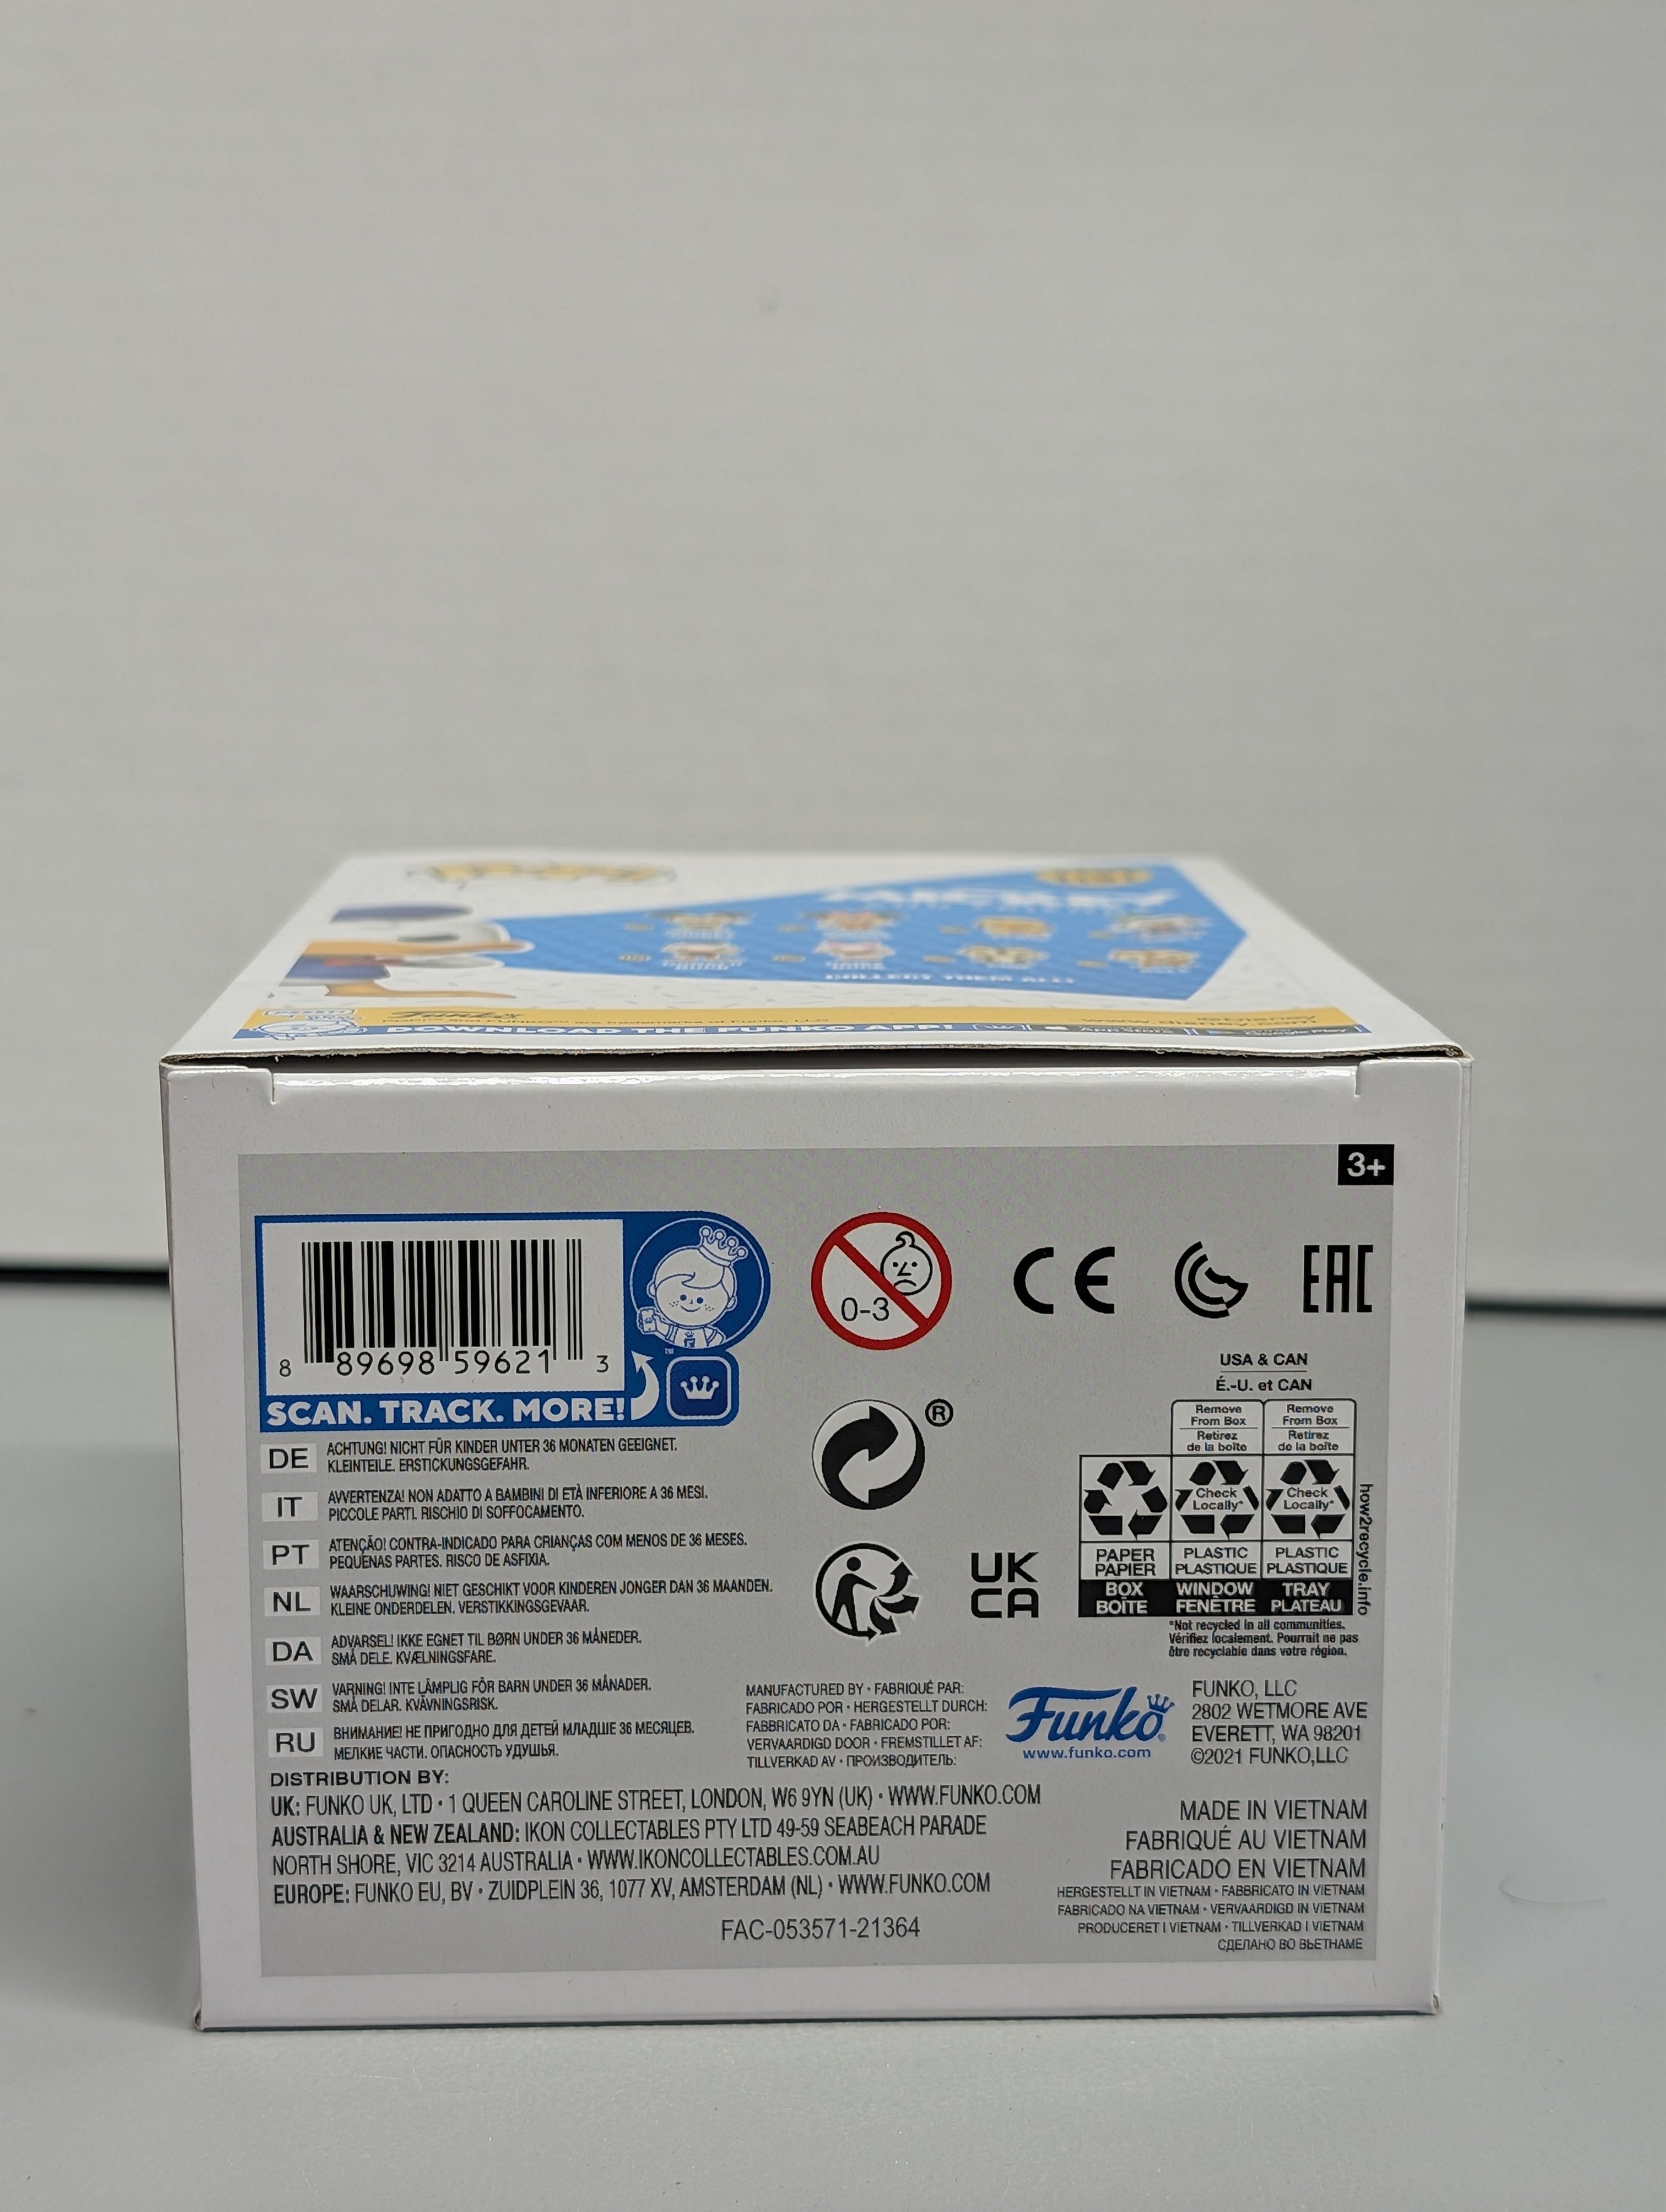 MICKEY
COLLECT THEM ALL!
Funko
www.disney.com
DOWNLOAD THE FUNKO APP!
3+
8 89698 59621 3
™
SCAN. TRACK. MORE!
0-3
CE
EAC
®
UK
CA
USA & CAN
É.-U. et CAN
Remove From Box Retirez de la boîte
Remove From Box Retirez de la boîte
Check Locally*
Check Locally*
PAPER PAPIER
PLASTIC PLASTIQUE
PLASTIC PLASTIQUE
BOX BOÎTE
WINDOW FENÊTRE
TRAY PLATEAU
how2recycle.info
*Not recycled in all communities.
Vérifiez localement. Pourrait ne pas
être recyclable dans votre région.
DE ACHTUNG! NICHT FÜR KINDER UNTER 36 MONATEN GEEIGNET.
KLEINTEILE. ERSTICKUNGSGEFAHR.
IT AVVERTENZA! NON ADATTO A BAMBINI DI ETÀ INFERIORE A 36 MESI.
PICCOLE PARTI. RISCHIO DI SOFFOCAMENTO.
PT ATENÇÃO! CONTRA-INDICADO PARA CRIANÇAS COM MENOS DE 36 MESES.
PEQUENAS PARTES. RISCO DE ASFIXIA.
NL WAARSCHUWING! NIET GESCHIKT VOOR KINDEREN JONGER DAN 36 MAANDEN.
KLEINE ONDERDELEN. VERSTIKKINGSGEVAAR.
DA ADVARSEL! IKKE EGNET TIL BØRN UNDER 36 MÅNEDER.
SMÅ DELE. KVÆLNINGSFARE.
SW VARNING! INTE LÄMPLIG FÖR BARN UNDER 36 MÅNADER.
SMÅ DELAR. KVÄVNINGSRISK.
RU ВНИМАНИЕ! НЕ ПРИГОДНО ДЛЯ ДЕТЕЙ МЛАДШЕ 36 МЕСЯЦЕВ.
МЕЛКИЕ ЧАСТИ. ОПАСНОСТЬ УДУШЬЯ.
MANUFACTURED BY • FABRIQUÉ PAR:
FABRICADO POR • HERGESTELLT DURCH:
FABBRICATO DA • FABRICADO POR:
VERVAARDIGD DOOR • FREMSTILLET AF:
TILLVERKAD AV • ПРОИЗВОДИТЕЛЬ:
Funko®
www.funko.com
FUNKO, LLC
2802 WETMORE AVE
EVERETT, WA 98201
©2021 FUNKO,LLC
DISTRIBUTION BY:
UK: FUNKO UK, LTD • 1 QUEEN CAROLINE STREET, LONDON, W6 9YN (UK) • WWW.FUNKO.COM
AUSTRALIA & NEW ZEALAND: IKON COLLECTABLES PTY LTD 49-59 SEABEACH PARADE
NORTH SHORE, VIC 3214 AUSTRALIA • WWW.IKONCOLLECTABLES.COM.AU
EUROPE: FUNKO EU, BV • ZUIDPLEIN 36, 1077 XV, AMSTERDAM (NL) • WWW.FUNKO.COM
FAC-053571-21364
MADE IN VIETNAM
FABRIQUÉ AU VIETNAM
FABRICADO EN VIETNAM
HERGESTELLT IN VIETNAM • FABBRICATO IN VIETNAM
FABRICADO NA VIETNAM • VERVAARDIGD IN VIETNAM
PRODUCERET I VIETNAM • TILLVERKAD I VIETNAM
СДЕЛАНО ВО ВЬЕТНАМЕ